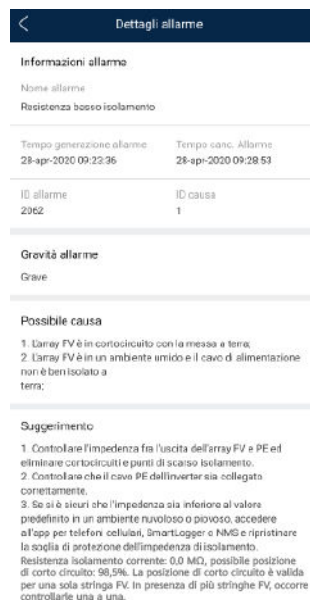 Dettagli allarme
Informazioni allarme
Nome allarme
Resistenza basso isolamento
Tempo generazione allarme
Tempo canc. Allarme
28-apr-2020 09:23:36
28-apr-2020 09:28:53
ID allarme
ID causa
2062
1
Gravità allarme
Grave
Possibile causa
1. L'array FV è in cortocircuito con la messa a terra;
2. L'array FV è in un ambiente umido e il cavo di alimentazione
non è ben isolato a
terra;
Suggerimento
1. Controllare l'impedenza fra l'uscita dell'array FV e PE ed
eliminare cortocircuiti e punti di scarso isolamento.
2. Controllare che il cavo PE dell'inverter sia collegato
correttamente.
3. Se si è sicuri che l'impedenza sia inferiore al valore
predefinito in un ambiente nuvoloso o piovoso, accedere
all'app per telefoni cellulari, SmartLogger o NMS e ripristinare
la soglia di protezione dell'impedenza di isolamento.
Resistenza isolamento corrente: 0,0 MΩ, possibile posizione
di corto circuito: 98,5%. La posizione di corto circuito è valida
per una sola stringa FV. In presenza di più stringhe FV, occorre
controllarle una a una.